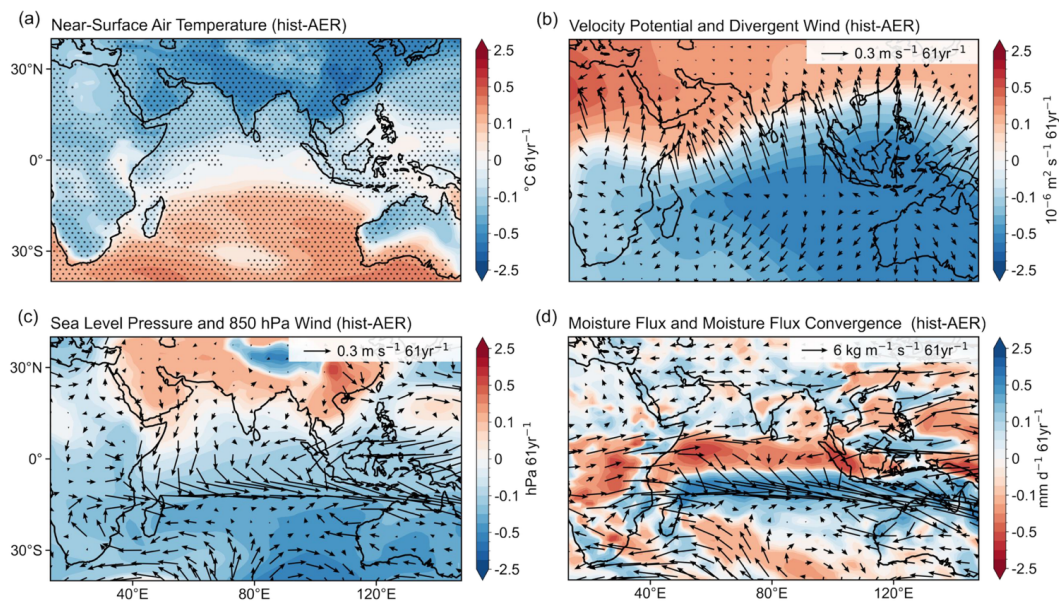 (a) Near-Surface Air Temperature (hist-AER)
30°N
0°
30°S
2.5
0.5
0.1
0
-0.1
-0.5
-2.5
°C 61yr⁻¹
(b) Velocity Potential and Divergent Wind (hist-AER)
0.3 m s⁻¹ 61yr⁻¹
2.5
0.5
0.1
0
-0.1
-0.5
-2.5
10⁻⁶ m² s⁻¹ 61yr⁻¹
(c) Sea Level Pressure and 850 hPa Wind (hist-AER)
0.3 m s⁻¹ 61yr⁻¹
30°N
0°
30°S
40°E
80°E
120°E
2.5
0.5
0.1
0
-0.1
-0.5
-2.5
hPa 61yr⁻¹
(d) Moisture Flux and Moisture Flux Convergence (hist-AER)
6 kg m⁻¹ s⁻¹ 61yr⁻¹
40°E
80°E
120°E
2.5
0.5
0.1
0
-0.1
-0.5
-2.5
mm d⁻¹ 61yr⁻¹